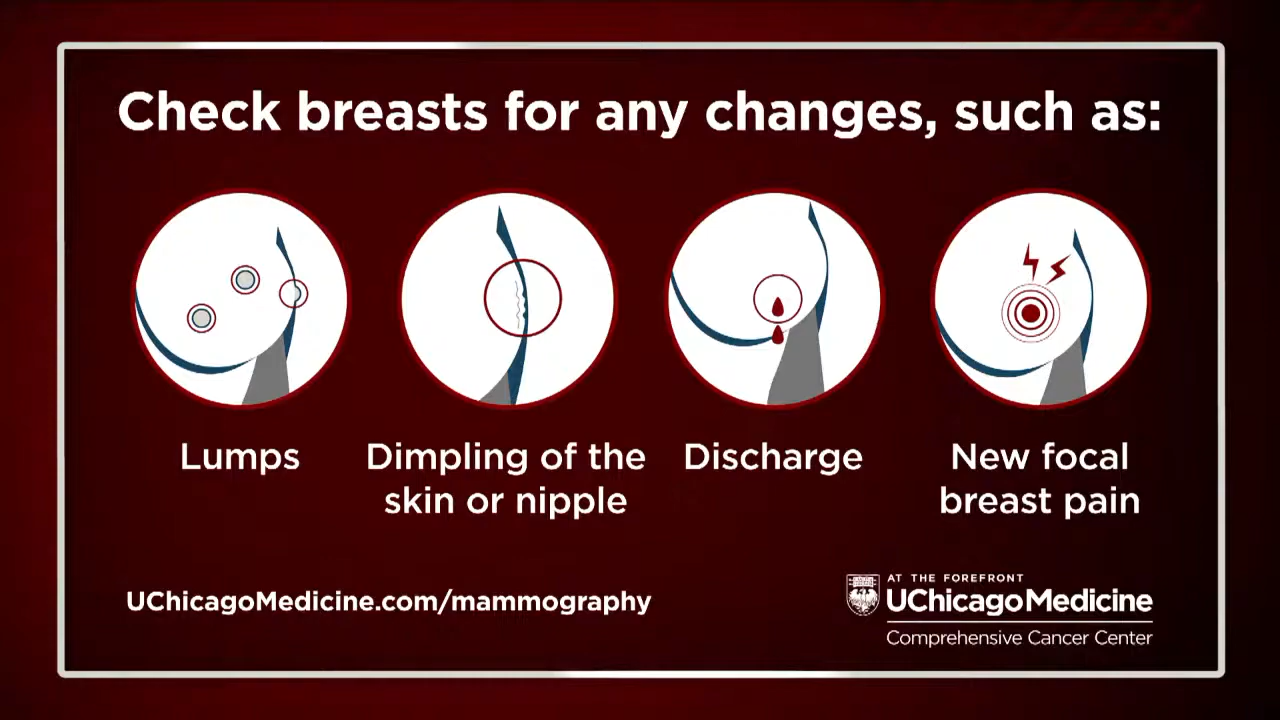 Check breasts for any changes, such as:
Lumps
Dimpling of the
skin or nipple
Discharge
New focal
breast pain
UChicagoMedicine.com/mammography
AT THE FOREFRONT
UChicagoMedicine
Comprehensive Cancer Center